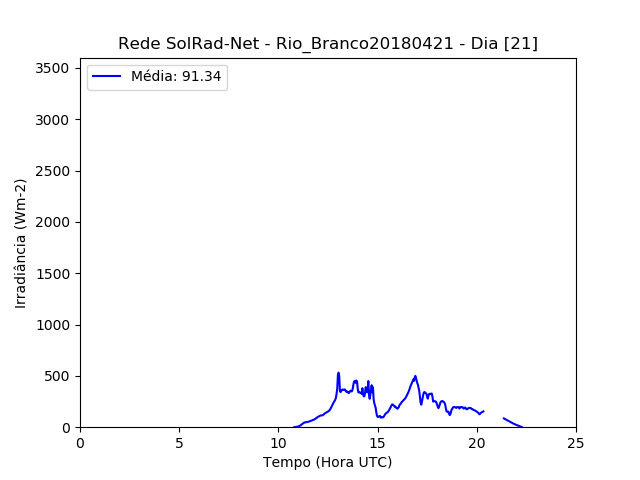 Rede SolRad-Net - Rio_Branco20180421 - Dia [21]
Média: 91.34
3500
3000
2500
2000
1500
1000
500
0
Irradiância (Wm-2)
0 5 10 15 20 25
Tempo (Hora UTC)